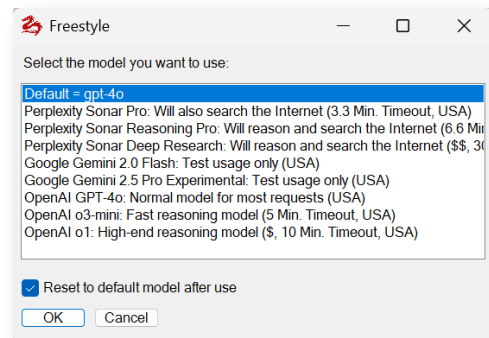 Freestyle
Select the model you want to use:
Default = gpt-4o
Perplexity Sonar Pro: Will also search the Internet (3.3 Min. Timeout, USA)
Perplexity Sonar Reasoning Pro: Will reason and search the Internet (6.6 Mi
Perplexity Sonar Deep Research: Will reason and search the Internet ($$, 3
Google Gemini 2.0 Flash: Test usage only (USA)
Google Gemini 2.5 Pro Experimental: Test usage only (USA)
OpenAI GPT-4o: Normal model for most requests (USA)
OpenAI o3-mini: Fast reasoning model (5 Min. Timeout, USA)
OpenAI o1: High-end reasoning model ($, 10 Min. Timeout, USA)
Reset to default model after use
OK Cancel